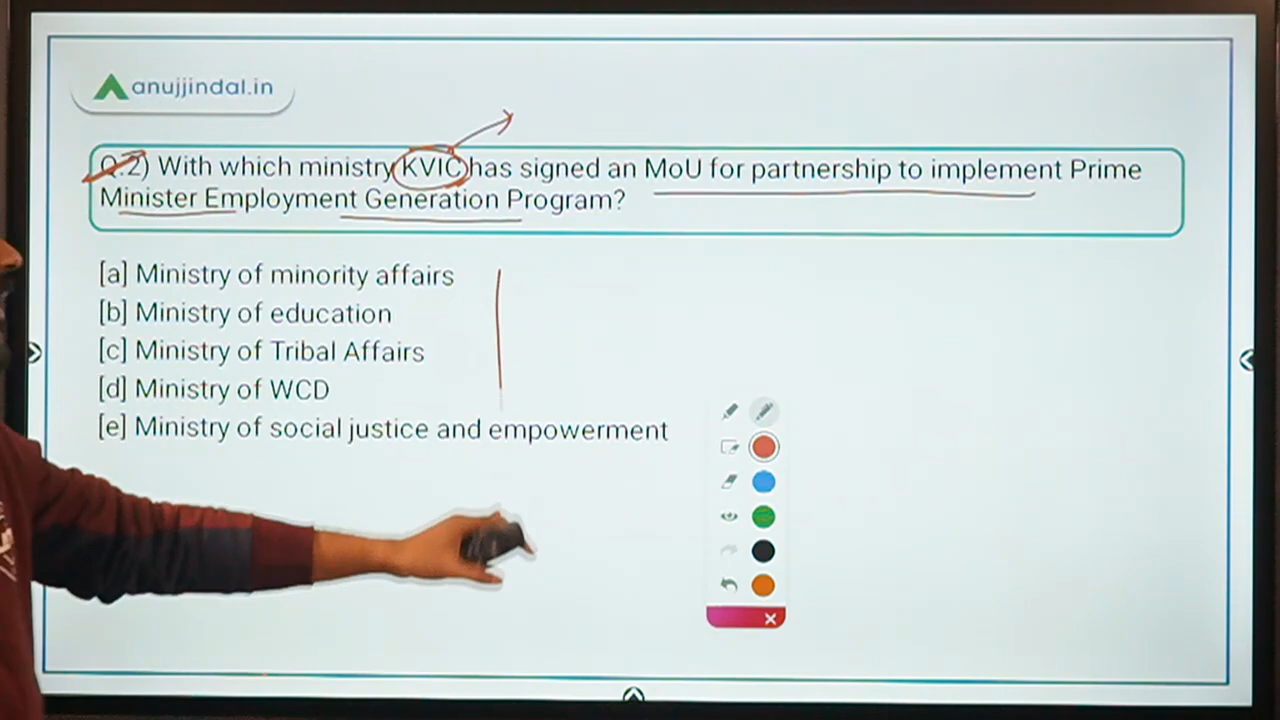 anujjindal.in
Q.2) With which ministry KVIC has signed an MoU for partnership to implement Prime
Minister Employment Generation Program?
[a] Ministry of minority affairs
[b] Ministry of education
[c] Ministry of Tribal Affairs
[d] Ministry of WCD
[e] Ministry of social justice and empowerment